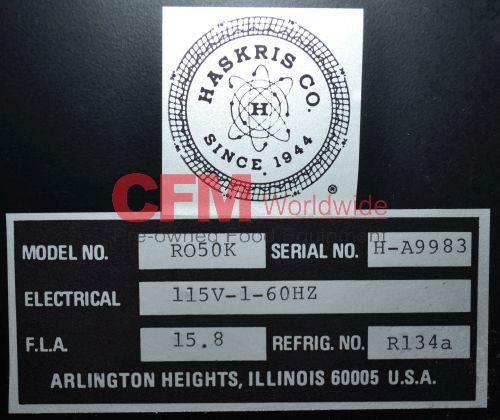 HASKRIS CO.
H
SINCE. 1944
®
CFM Worldwide
Pre-owned Food Equipment
MODEL NO. RO50K SERIAL NO. H-A9983
ELECTRICAL 115V-1-60HZ
F.L.A. 15.8 REFRIG. NO. R134a
ARLINGTON HEIGHTS, ILLINOIS 60005 U.S.A.